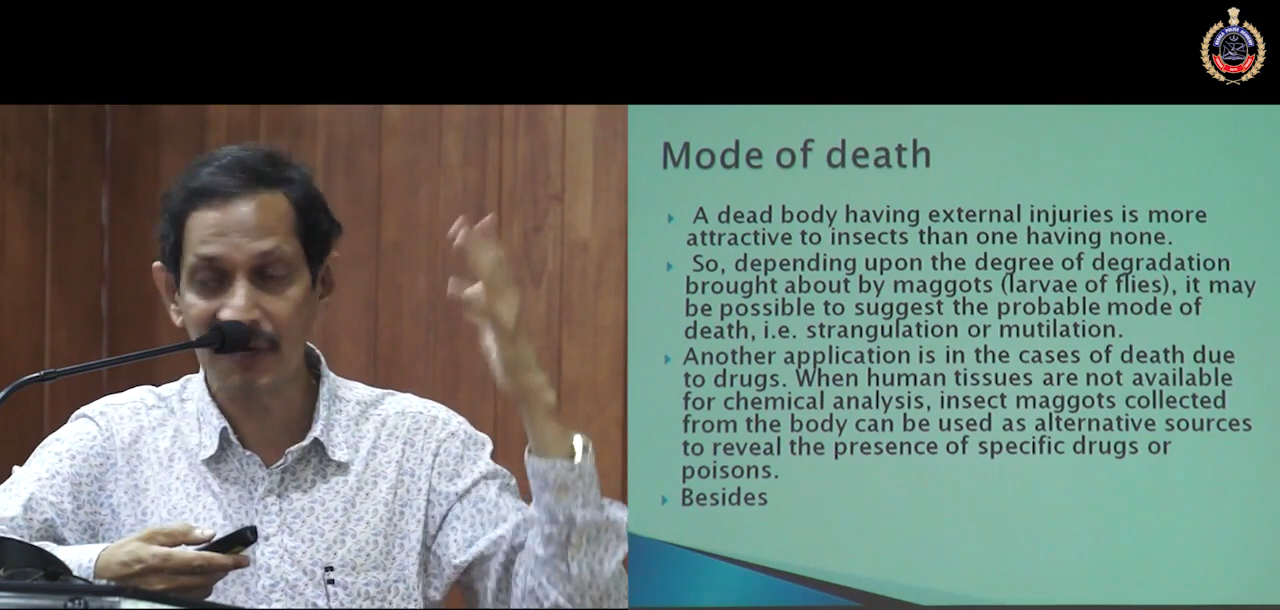 Mode of death
A dead body having external injuries is more
attractive to insects than one having none.
So, depending upon the degree of degradation
brought about by maggots (larvae of flies), it may
be possible to suggest the probable mode of
death, i.e. strangulation or mutilation.
Another application is in the cases of death due
to drugs. When human tissues are not available
for chemical analysis, insect maggots collected
from the body can be used as alternative sources
to reveal the presence of specific drugs or
poisons.
Besides